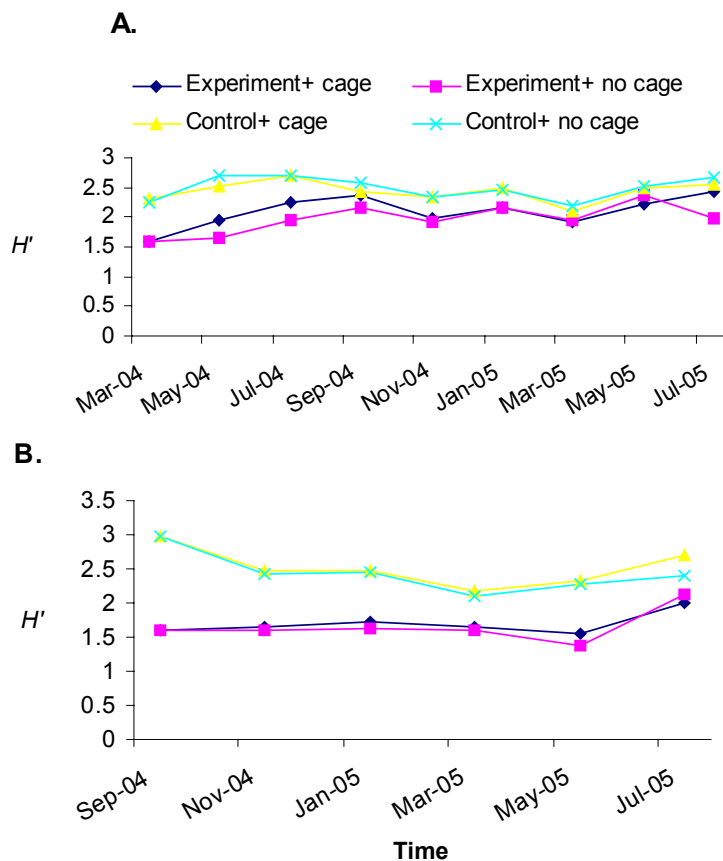 A.
Experiment+ cage
Experiment+ no cage
Control+ cage
Control+ no cage
3
2.5
2
1.5
1
0.5
0
H'
Mar-04
May-04
Jul-04
Sep-04
Nov-04
Jan-05
Mar-05
May-05
Jul-05
B.
3.5
3
2.5
2
1.5
1
0.5
0
H'
Sep-04
Nov-04
Jan-05
Mar-05
May-05
Jul-05
Time